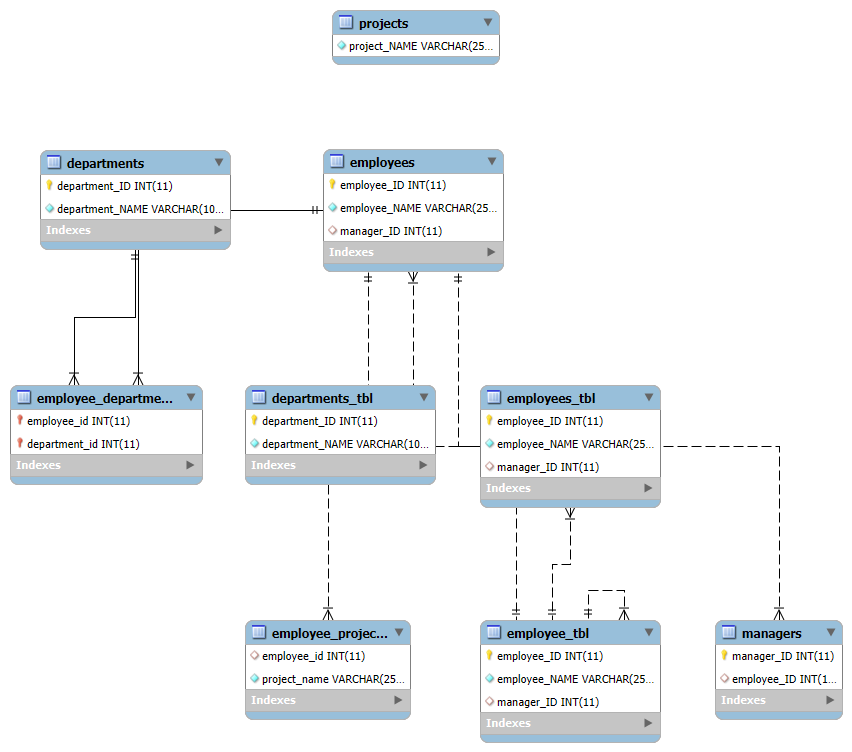 projects
project_NAME VARCHAR(25...
departments
department_ID INT(11)
department_NAME VARCHAR(10...
Indexes
employees
employee_ID INT(11)
employee_NAME VARCHAR(25...
manager_ID INT(11)
Indexes
employee_departme...
employee_id INT(11)
department_id INT(11)
Indexes
departments_tbl
department_ID INT(11)
department_NAME VARCHAR(10...
Indexes
employees_tbl
employee_ID INT(11)
employee_NAME VARCHAR(25...
manager_ID INT(11)
Indexes
employee_projec...
employee_id INT(11)
project_name VARCHAR(25...
Indexes
employee_tbl
employee_ID INT(11)
employee_NAME VARCHAR(25...
manager_ID INT(11)
Indexes
managers
manager_ID INT(11)
employee_ID INT(1...
Indexes